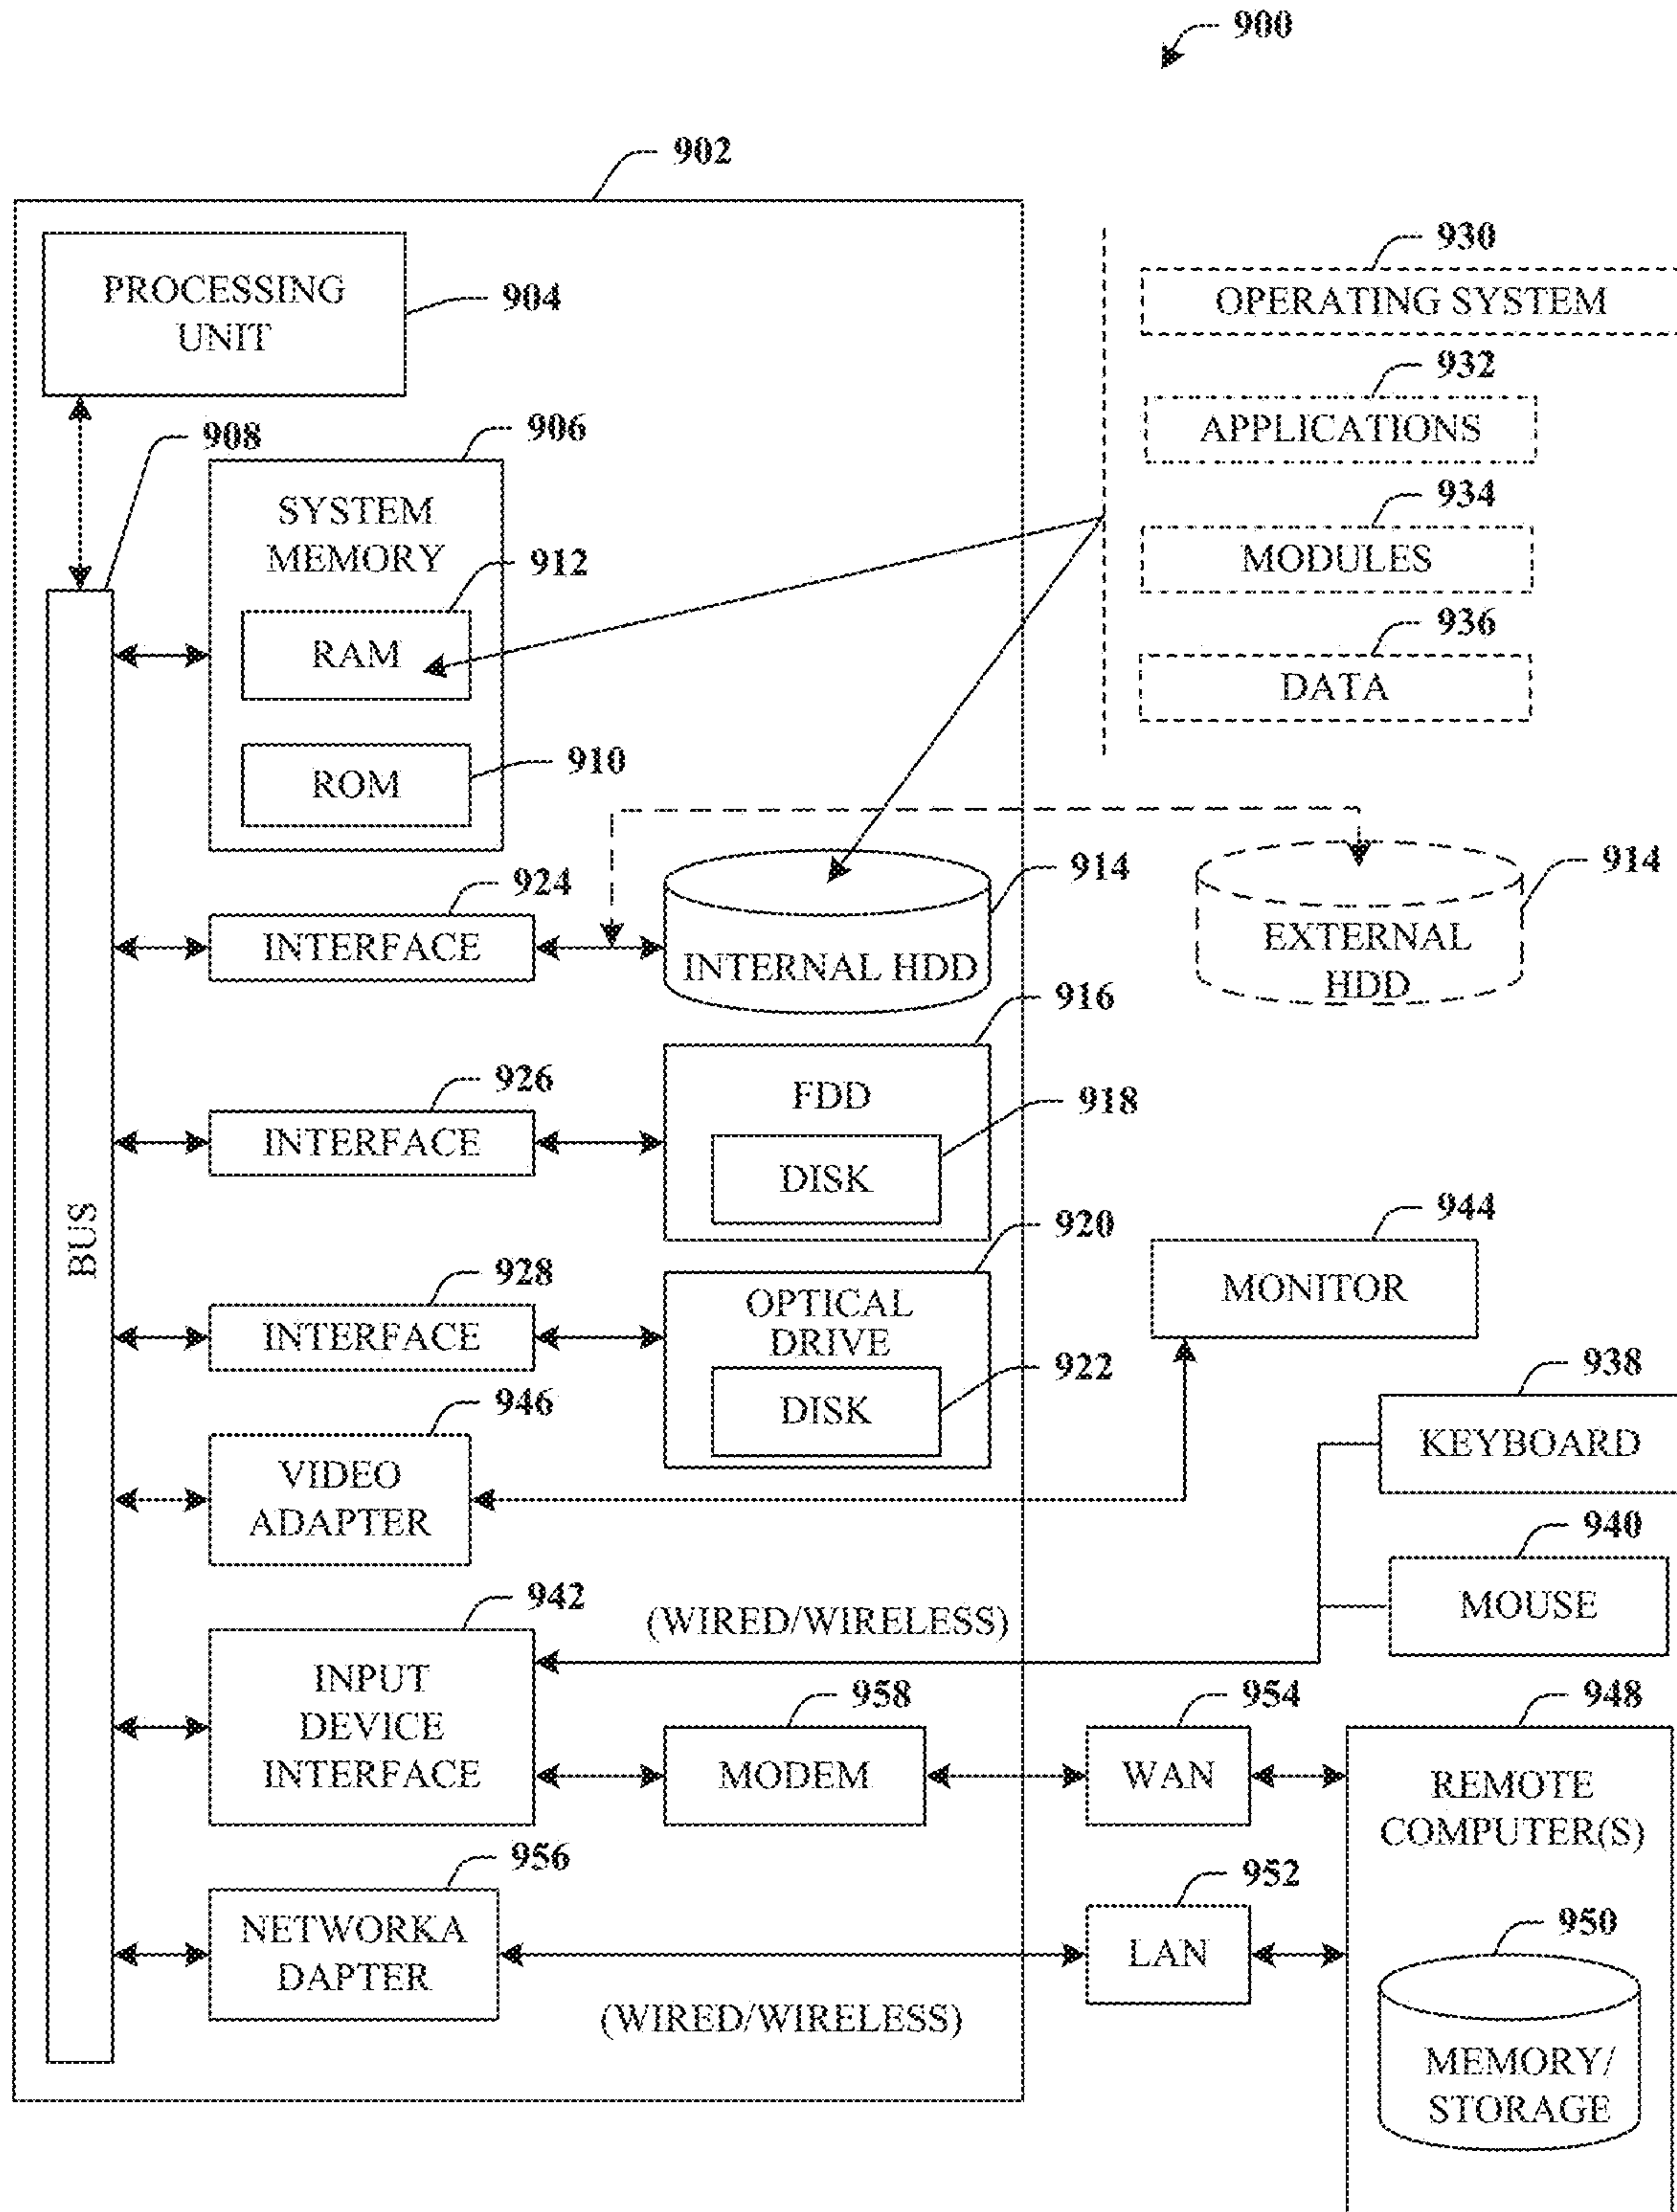 900
902
PROCESSING
UNIT
904
908
906
SYSTEM
MEMORY
912
RAM
910
ROM
930
OPERATING SYSTEM
932
APPLICATIONS
934
MODULES
936
DATA
BUS
924
INTERFACE
914
INTERNAL HDD
914
EXTERNAL
HDD
926
INTERFACE
916
FDD
918
DISK
928
INTERFACE
920
OPTICAL
DRIVE
922
DISK
944
MONITOR
946
VIDEO
ADAPTER
938
KEYBOARD
940
MOUSE
942
INPUT
DEVICE
INTERFACE
(WIRED/WIRELESS)
958
MODEM
954
WAN
948
REMOTE
COMPUTER(S)
956
NETWORKA
DAPTER
(WIRED/WIRELESS)
952
LAN
950
MEMORY/
STORAGE